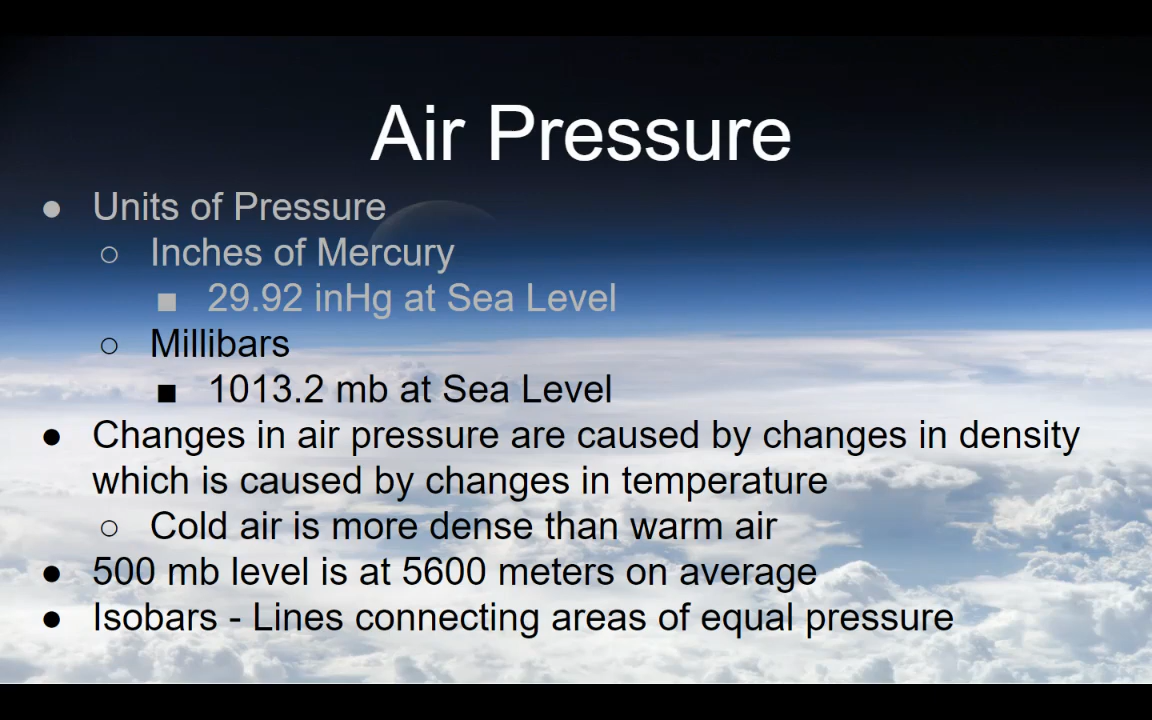 Air Pressure
● Units of Pressure
○ Inches of Mercury
■ 29.92 inHg at Sea Level
○ Millibars
■ 1013.2 mb at Sea Level
● Changes in air pressure are caused by changes in density
which is caused by changes in temperature
○ Cold air is more dense than warm air
● 500 mb level is at 5600 meters on average
● Isobars - Lines connecting areas of equal pressure